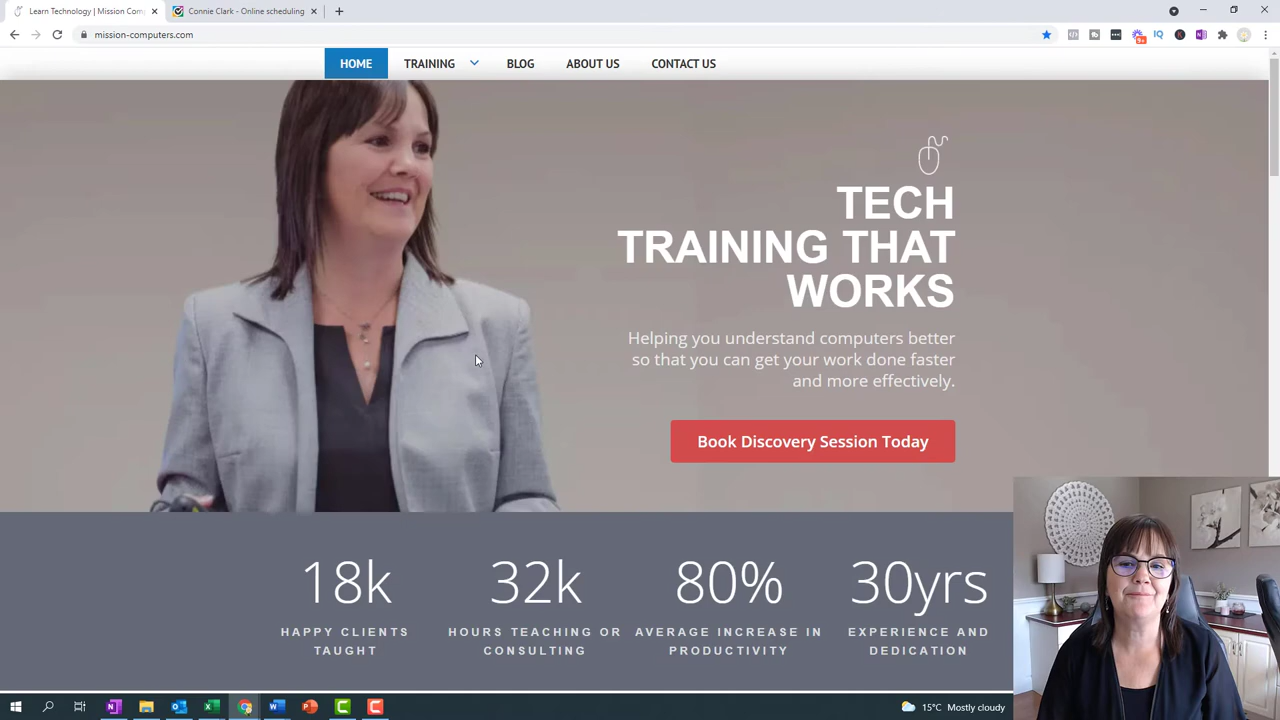 Learn Technology | Mission Com
Connie Clark - Online scheduling
mission-computers.com
IQ
9+
HOME
TRAINING
BLOG
ABOUT US
CONTACT US
TECH
TRAINING THAT
WORKS
Helping you understand computers better
so that you can get your work done faster
and more effectively.
Book Discovery Session Today
18k
32k
80%
30yrs
HAPPY CLIENTS
TAUGHT
HOURS TEACHING OR
CONSULTING
AVERAGE INCREASE IN
PRODUCTIVITY
EXPERIENCE AND
DEDICATION
15°C Mostly cloudy